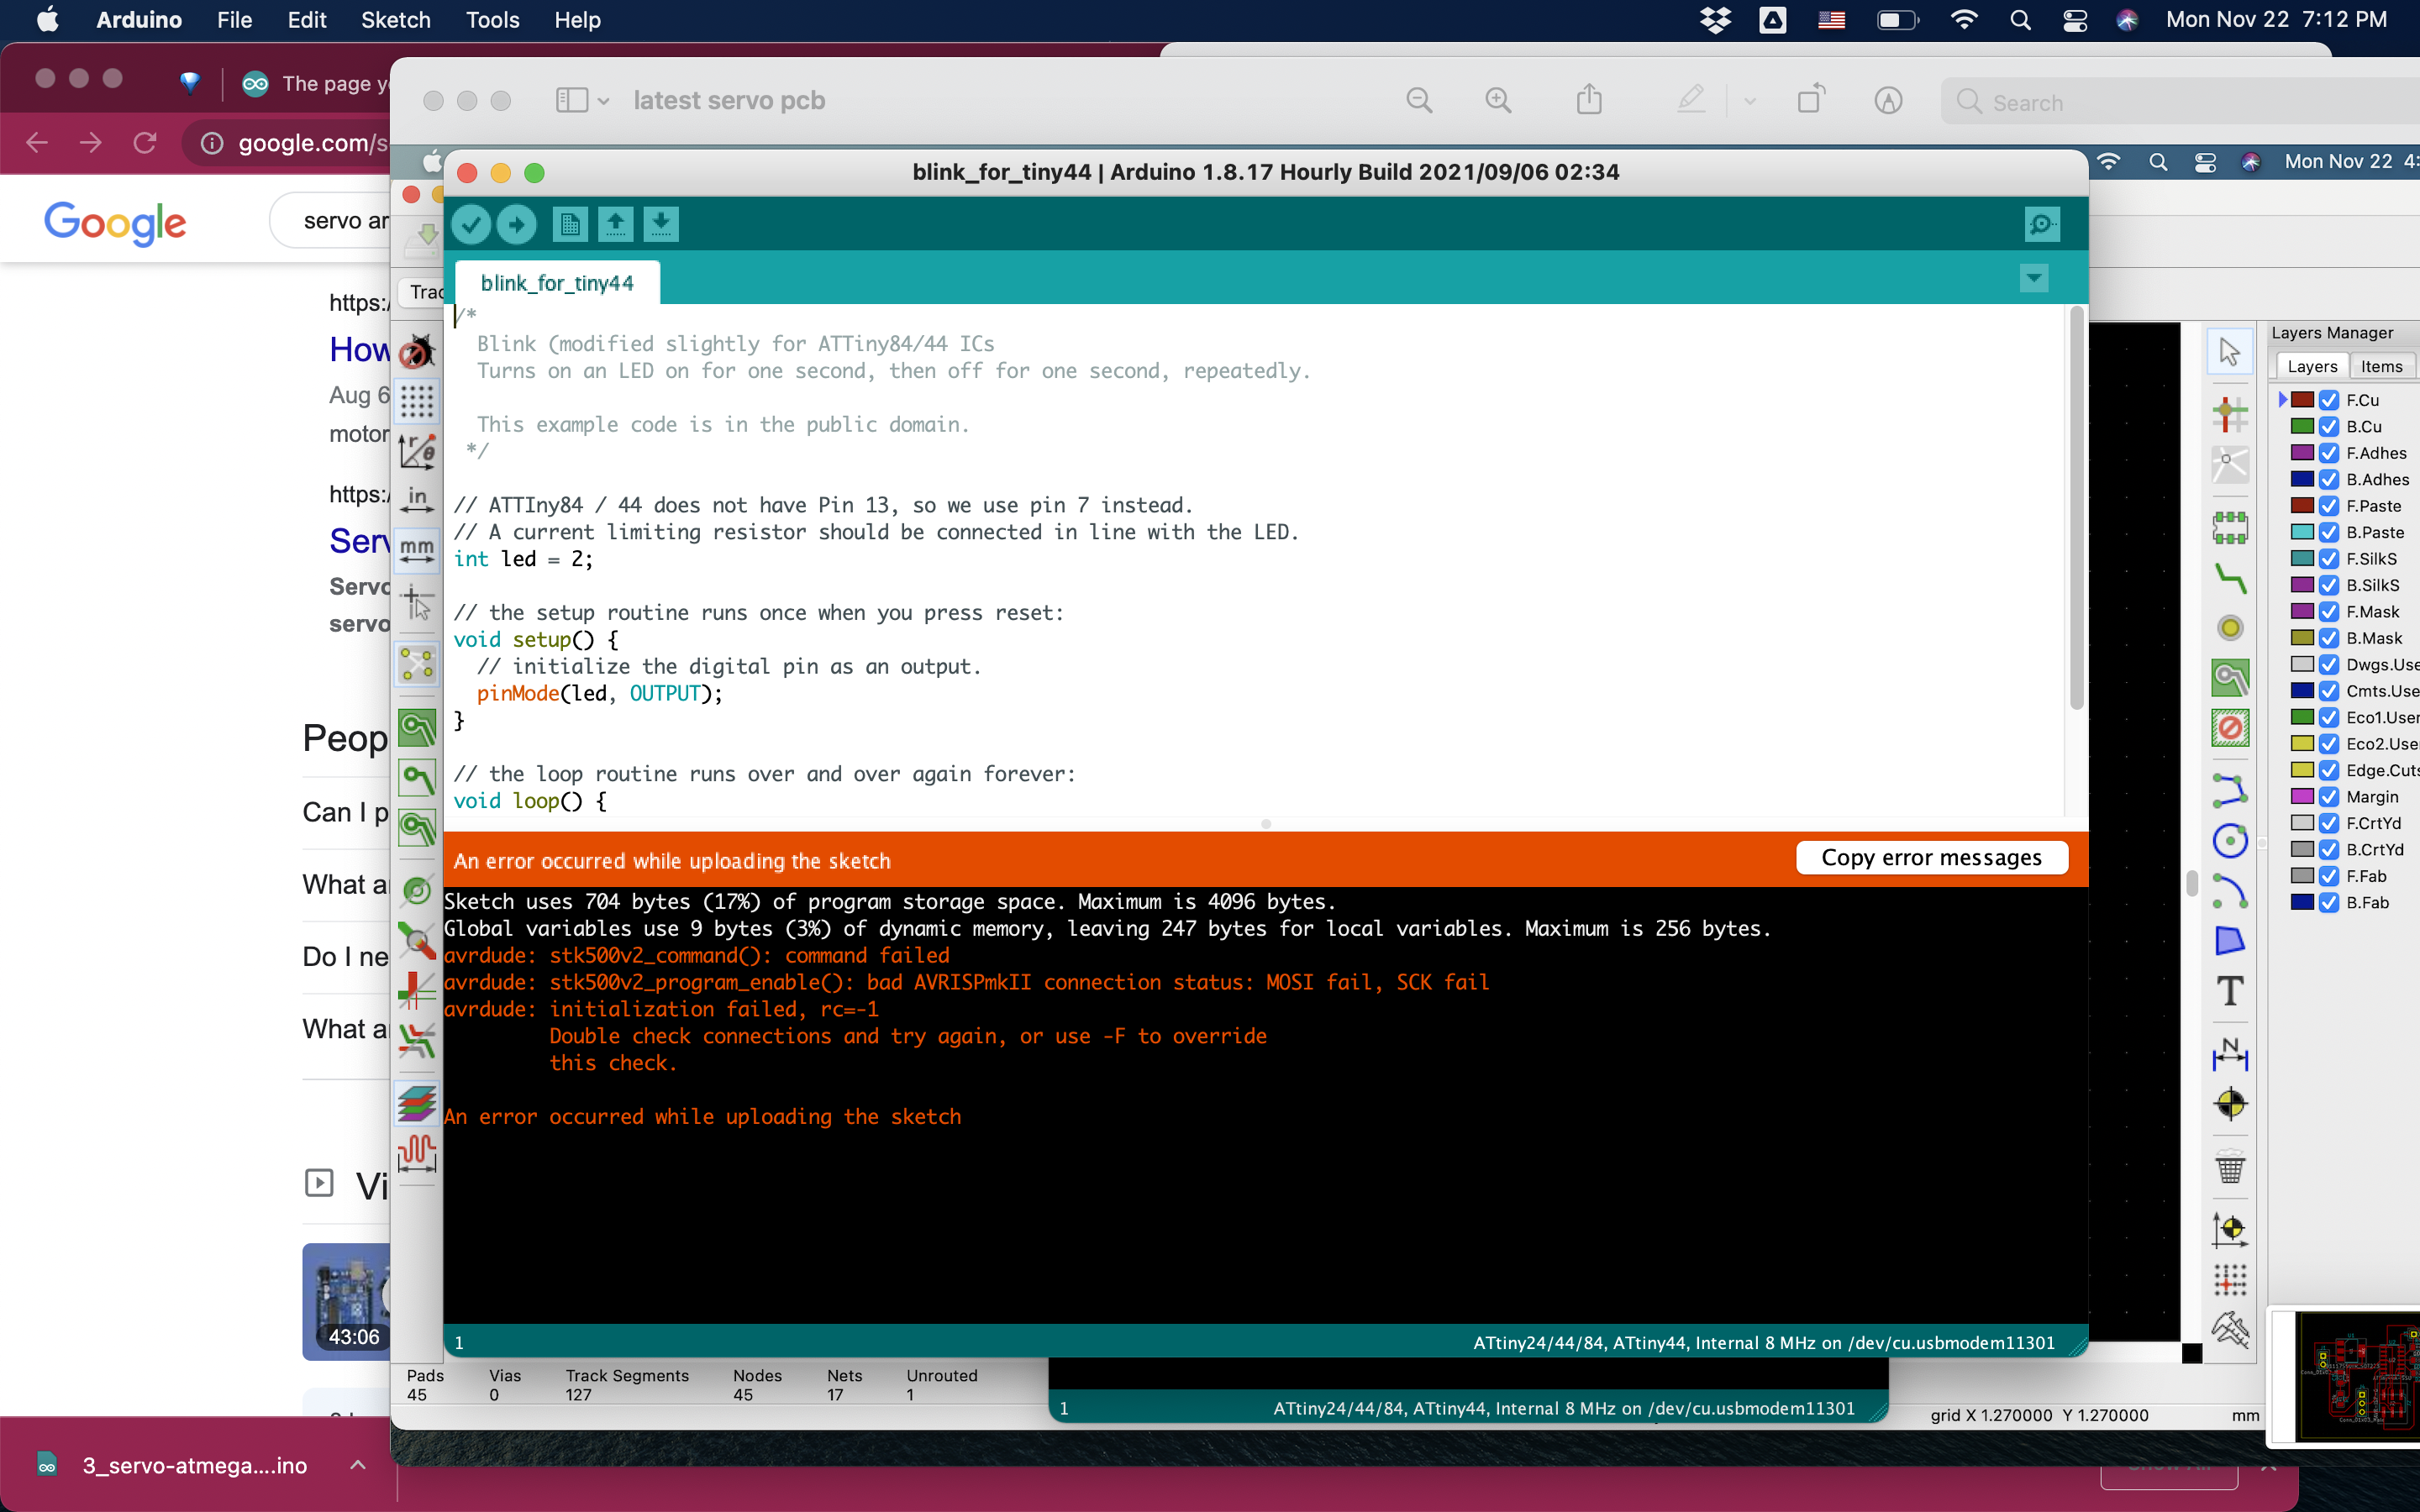 Arduino File Edit Sketch Tools Help
Mon Nov 22 7:12 PM
The page y
latest servo pcb
Search
google.com/s
blink_for_tiny44 | Arduino 1.8.17 Hourly Build 2021/09/06 02:34
Mon Nov 22 4:
Google
servo ar
blink_for_tiny44
Trac
/*
Blink (modified slightly for ATTiny84/44 ICs
Turns on an LED on for one second, then off for one second, repeatedly.
This example code is in the public domain.
*/
// ATTIny84 / 44 does not have Pin 13, so we use pin 7 instead.
// A current limiting resistor should be connected in line with the LED.
int led = 2;
// the setup routine runs once when you press reset:
void setup() {
// initialize the digital pin as an output.
pinMode(led, OUTPUT);
}
// the loop routine runs over and over again forever:
void loop() {
An error occurred while uploading the sketch
Copy error messages
Sketch uses 704 bytes (17%) of program storage space. Maximum is 4096 bytes.
Global variables use 9 bytes (3%) of dynamic memory, leaving 247 bytes for local variables. Maximum is 256 bytes.
avrdude: stk500v2_command(): command failed
avrdude: stk500v2_program_enable(): bad AVRISPmkII connection status: MOSI fail, SCK fail
avrdude: initialization failed, rc=-1
Double check connections and try again, or use -F to override
this check.
An error occurred while uploading the sketch
1
ATtiny24/44/84, ATtiny44, Internal 8 MHz on /dev/cu.usbmodem11301
https:/
How
Aug 6
motor
https:/
Serv
Servo
servo
Peop
Can I p
What a
Do I ne
What a
Vi
43:06
in
mm
Layers Manager
Layers Items
F.Cu
B.Cu
F.Adhes
B.Adhes
F.Paste
B.Paste
F.SilkS
B.SilkS
F.Mask
B.Mask
Dwgs.Use
Cmts.Use
Eco1.User
Eco2.Use
Edge.Cuts
Margin
F.CrtYd
B.CrtYd
F.Fab
B.Fab
T
N
Pads Vias Track Segments Nodes Nets Unrouted
45 0 127 45 17 1
1
ATtiny24/44/84, ATtiny44, Internal 8 MHz on /dev/cu.usbmodem11301
grid X 1.270000 Y 1.270000
mm
3_servo-atmega....ino